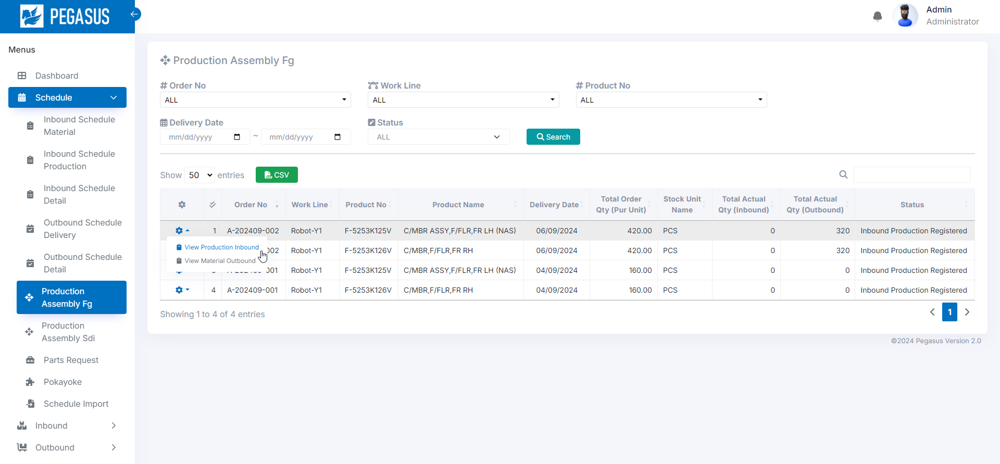 PEGASUS
Admin
Administrator
Menus
Dashboard
Schedule
Inbound Schedule
Material
Inbound Schedule
Production
Inbound Schedule
Detail
Outbound Schedule
Delivery
Outbound Schedule
Detail
Production
Assembly Fg
Production
Assembly Sdi
Parts Request
Pokayoke
Schedule Import
Inbound
Outbound
Production Assembly Fg
Order No
Work Line
Product No
ALL
ALL
ALL
Delivery Date
Status
mm/dd/yyyy ~ mm/dd/yyyy
ALL
Search
Show 50 entries
CSV
Order No Work Line Product No Product Name Delivery Date Total Order Qty (Pur Unit) Stock Unit Name Total Actual Qty (Inbound) Total Actual Qty (Outbound) Status
1 A-202409-002 Robot-Y1 F-5253K125V C/MBR ASSY,F/FLR,FR LH (NAS) 06/09/2024 420.00 PCS 0 320 Inbound Production Registered
View Production Inbound
002 Robot-Y1 F-5253K126V C/MBR,F/FLR,FR RH 06/09/2024 420.00 PCS 0 320 Inbound Production Registered
View Material Outbound
001 Robot-Y1 F-5253K125V C/MBR ASSY,F/FLR,FR LH (NAS) 04/09/2024 160.00 PCS 0 0 Inbound Production Registered
4 A-202409-001 Robot-Y1 F-5253K126V C/MBR,F/FLR,FR RH 04/09/2024 160.00 PCS 0 0 Inbound Production Registered
Showing 1 to 4 of 4 entries
1
©2024 Pegasus Version 2.0